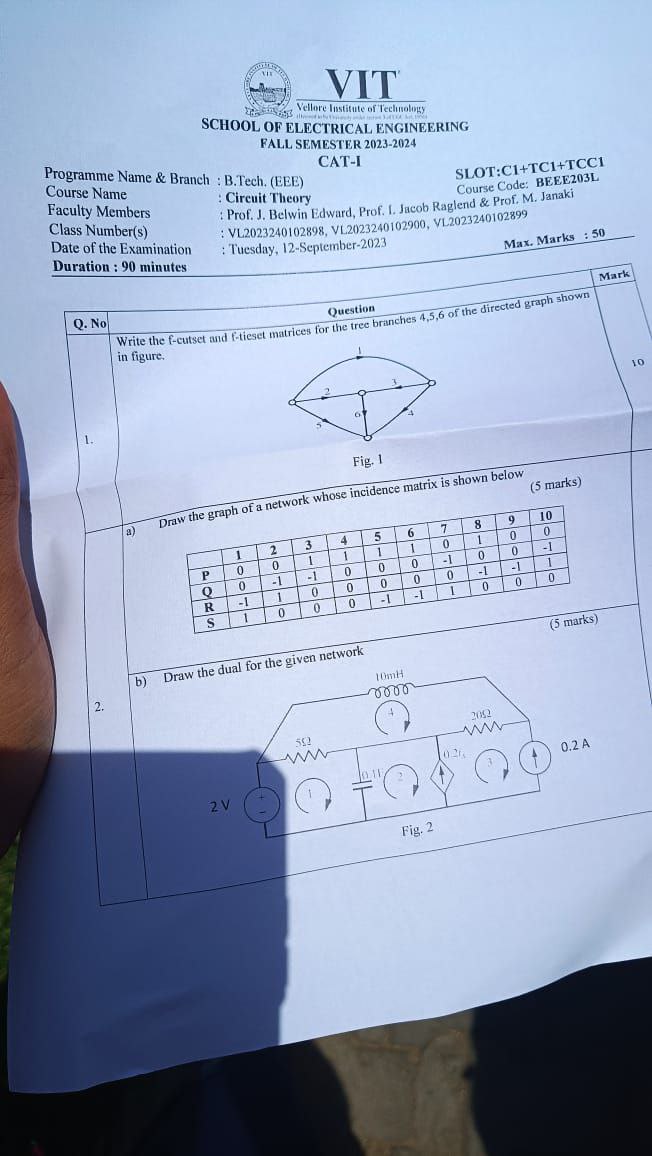 VIT
VIT
Vellore Institute of Technology
SCHOOL OF ELECTRICAL ENGINEERING
FALL SEMESTER 2023-2024
CAT-I
SLOT:C1+TC1+TCC1
Programme Name & Branch : B.Tech. (EEE)
Course Code: BEEE203L
Course Name : Circuit Theory
Faculty Members : Prof. J. Belwin Edward, Prof. I. Jacob Raglend & Prof. M. Janaki
Class Number(s) : VL2023240102898, VL2023240102900, VL2023240102899
Date of the Examination : Tuesday, 12-September-2023
Max. Marks : 50
Duration : 90 minutes
Q. No Question Mark
Write the f-cutset and f-tieset matrices for the tree branches 4,5,6 of the directed graph shown
in figure.
10
1
2 3
1. 5 6 4
Fig. 1
a) Draw the graph of a network whose incidence matrix is shown below
(5 marks)
1 2 3 4 5 6 7 8 9 10
P 0 0 1 1 1 1 0 1 0 0
Q 0 -1 -1 0 0 0 -1 0 0 -1
R -1 1 0 0 0 0 0 -1 -1 1
S 1 0 0 0 -1 -1 1 0 0 0
(5 marks)
2.
b) Draw the dual for the given network
10mH
4
5Ω 20Ω
0.2 A
2 V + - 1 2 3
Fig. 2